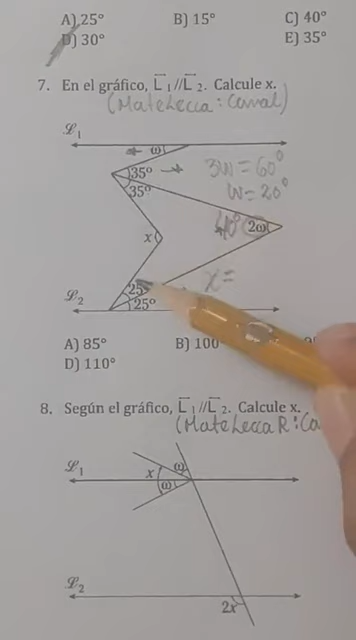 A) 25° B) 15° C) 40°
D) 30° E) 35°
7. En el gráfico, L₁//L₂. Calcule x.
(MateLecca : Canal)
ℒ₁
ω
35° 3W = 60°
35° W = 20°
x 40° 2ω
x =
25°
ℒ₂ 25°
A) 85° B) 100
D) 110°
8. Según el gráfico, L₁//L₂. Calcule x.
(MateLecca R : Ca
ω
ℒ₁ x
ω
ℒ₂
2x